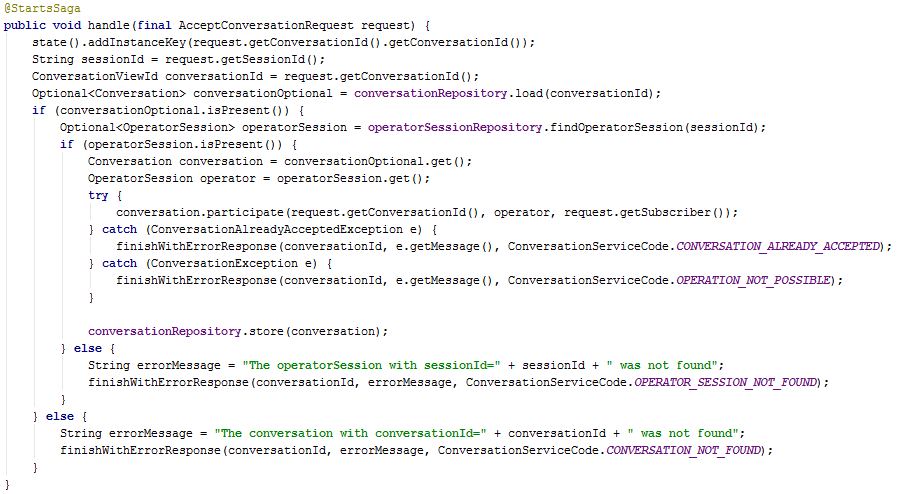 @StartsSaga
public void handle(final AcceptConversationRequest request) {
    state().addInstanceKey(request.getConversationId().getConversationId());
    String sessionId = request.getSessionId();
    ConversationViewId conversationId = request.getConversationId();
    Optional<Conversation> conversationOptional = conversationRepository.load(conversationId);
    if (conversationOptional.isPresent()) {
        Optional<OperatorSession> operatorSession = operatorSessionRepository.findOperatorSession(sessionId);
        if (operatorSession.isPresent()) {
            Conversation conversation = conversationOptional.get();
            OperatorSession operator = operatorSession.get();
            try {
                conversation.participate(request.getConversationId(), operator, request.getSubscriber());
            } catch (ConversationAlreadyAcceptedException e) {
                finishWithErrorResponse(conversationId, e.getMessage(), ConversationServiceCode.CONVERSATION_ALREADY_ACCEPTED);
            } catch (ConversationException e) {
                finishWithErrorResponse(conversationId, e.getMessage(), ConversationServiceCode.OPERATION_NOT_POSSIBLE);
            }

            conversationRepository.store(conversation);
        } else {
            String errorMessage = "The operatorSession with sessionId=" + sessionId + " was not found";
            finishWithErrorResponse(conversationId, errorMessage, ConversationServiceCode.OPERATOR_SESSION_NOT_FOUND);
        }
    } else {
        String errorMessage = "The conversation with conversationId=" + conversationId + " was not found";
        finishWithErrorResponse(conversationId, errorMessage, ConversationServiceCode.CONVERSATION_NOT_FOUND);
    }
}